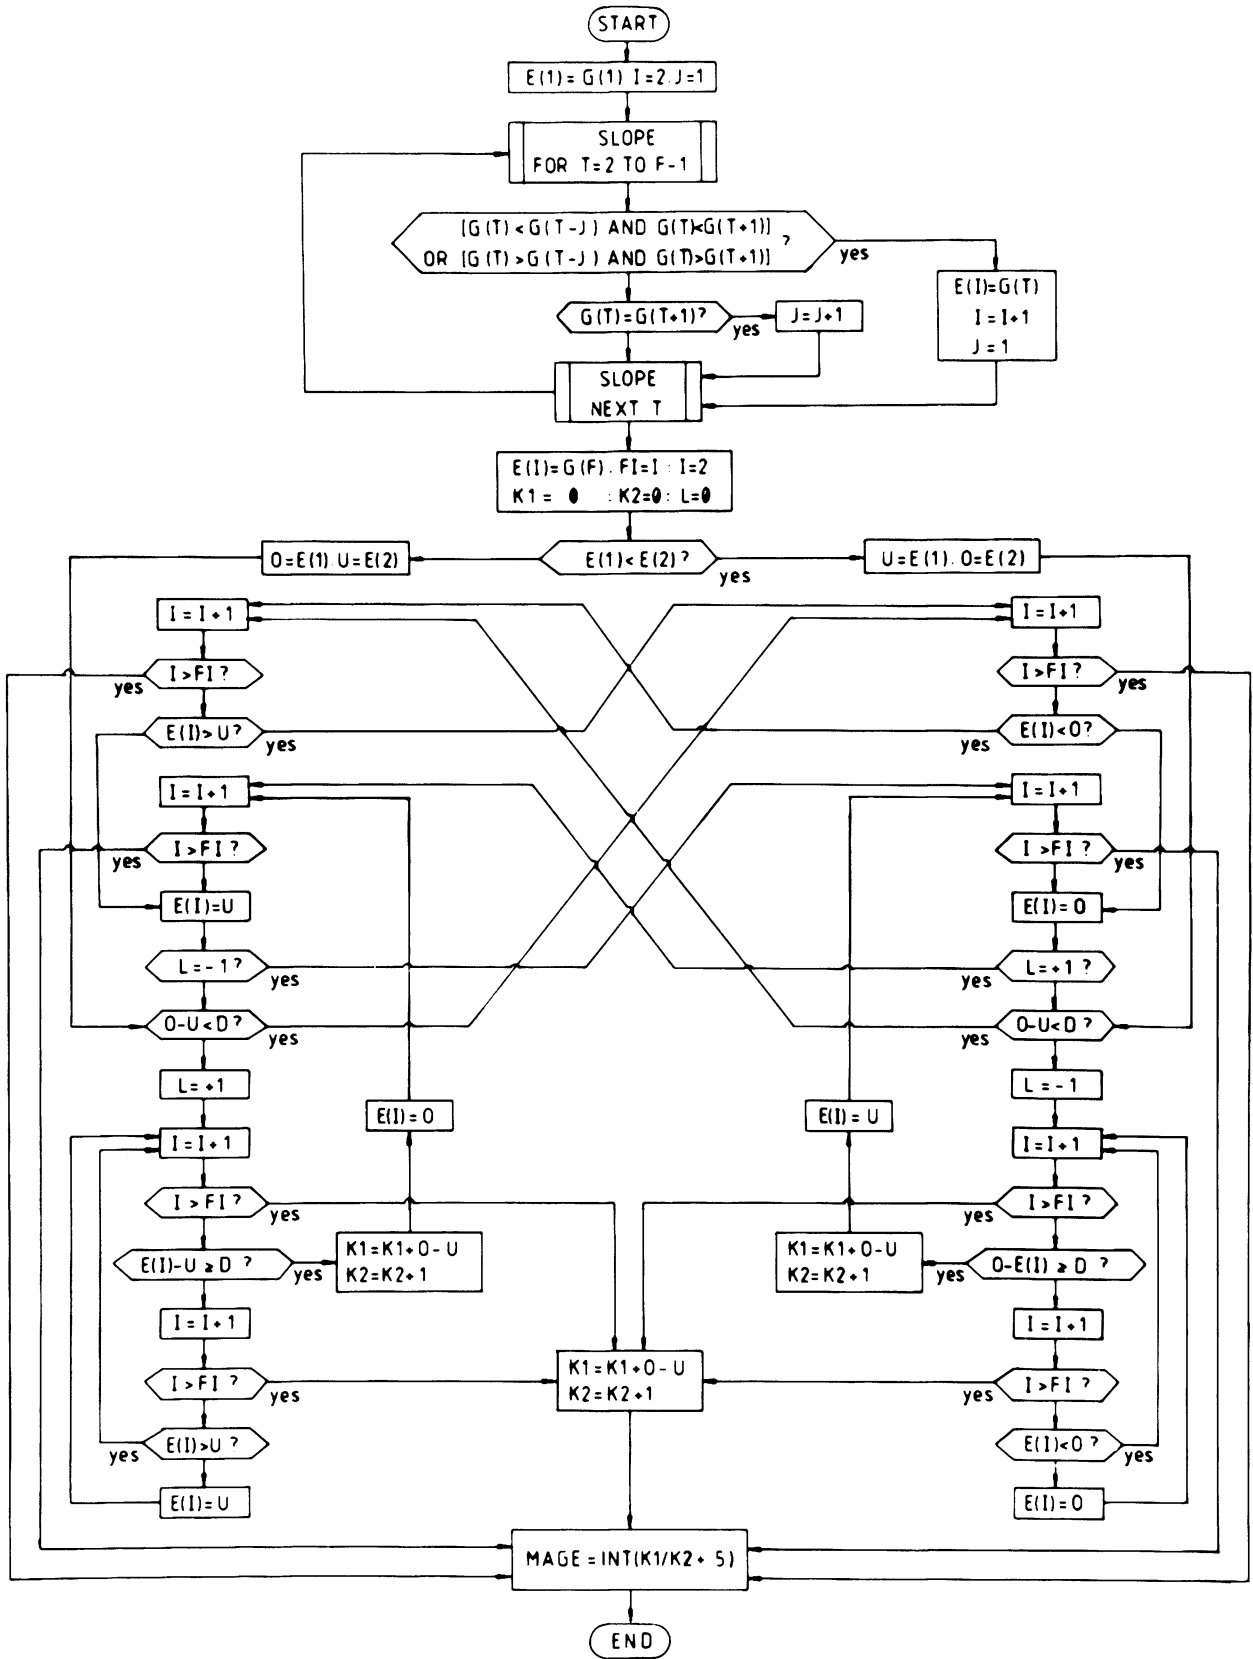 START
E(1)= G(1) I=2.J=1
SLOPE
FOR T=2 TO F-1
[G(T)<G(T-J) AND G(T)<G(T+1)]
?
OR [G(T)>G(T-J) AND G(T)>G(T+1)]
yes
E(I)=G(T)
I=I+1
J=1
G(T)=G(T+1)?
yes
J=J+1
SLOPE
NEXT T
E(I)=G(F). FI=I : I=2
K1 = 0 : K2=0: L=0
O=E(1).U=E(2)
E(1)<E(2)?
yes
U=E(1).O=E(2)
I=I+1
I=I+1
I>FI?
yes
I>FI?
yes
E(I)>U?
yes
E(I)<O?
yes
I=I+1
I=I+1
I>FI?
yes
I>FI?
yes
E(I)=U
E(I)=O
L=-1?
yes
L=+1?
yes
O-U<D?
yes
O-U<D?
yes
L=+1
L=-1
E(I)=O
E(I)=U
I=I+1
I=I+1
I>FI?
yes
I>FI?
yes
E(I)-U≥D?
yes
K1=K1+O-U
K2=K2+1
K1=K1+O-U
K2=K2+1
O-E(I)≥D?
yes
I=I+1
I=I+1
I>FI?
yes
K1=K1+O-U
K2=K2+1
I>FI?
yes
E(I)>U?
yes
E(I)<O?
yes
E(I)=U
E(I)=O
MAGE=INT(K1/K2+ 5)
END